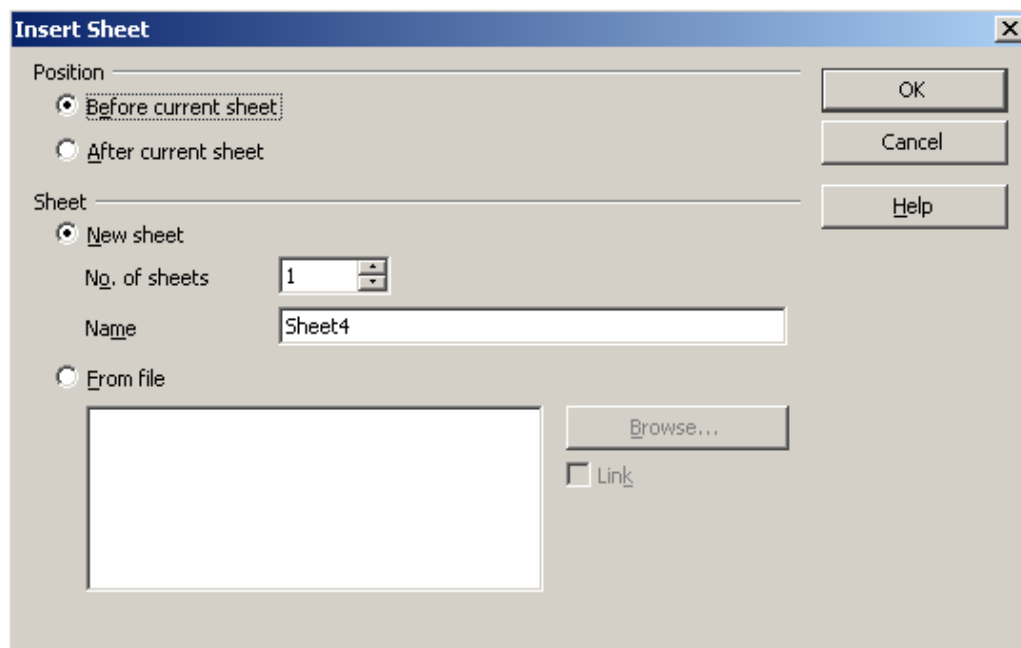 Insert Sheet
Position
Before current sheet
After current sheet
OK
Cancel
Help
Sheet
New sheet
No. of sheets 1
Name Sheet4
From file
Browse...
Link